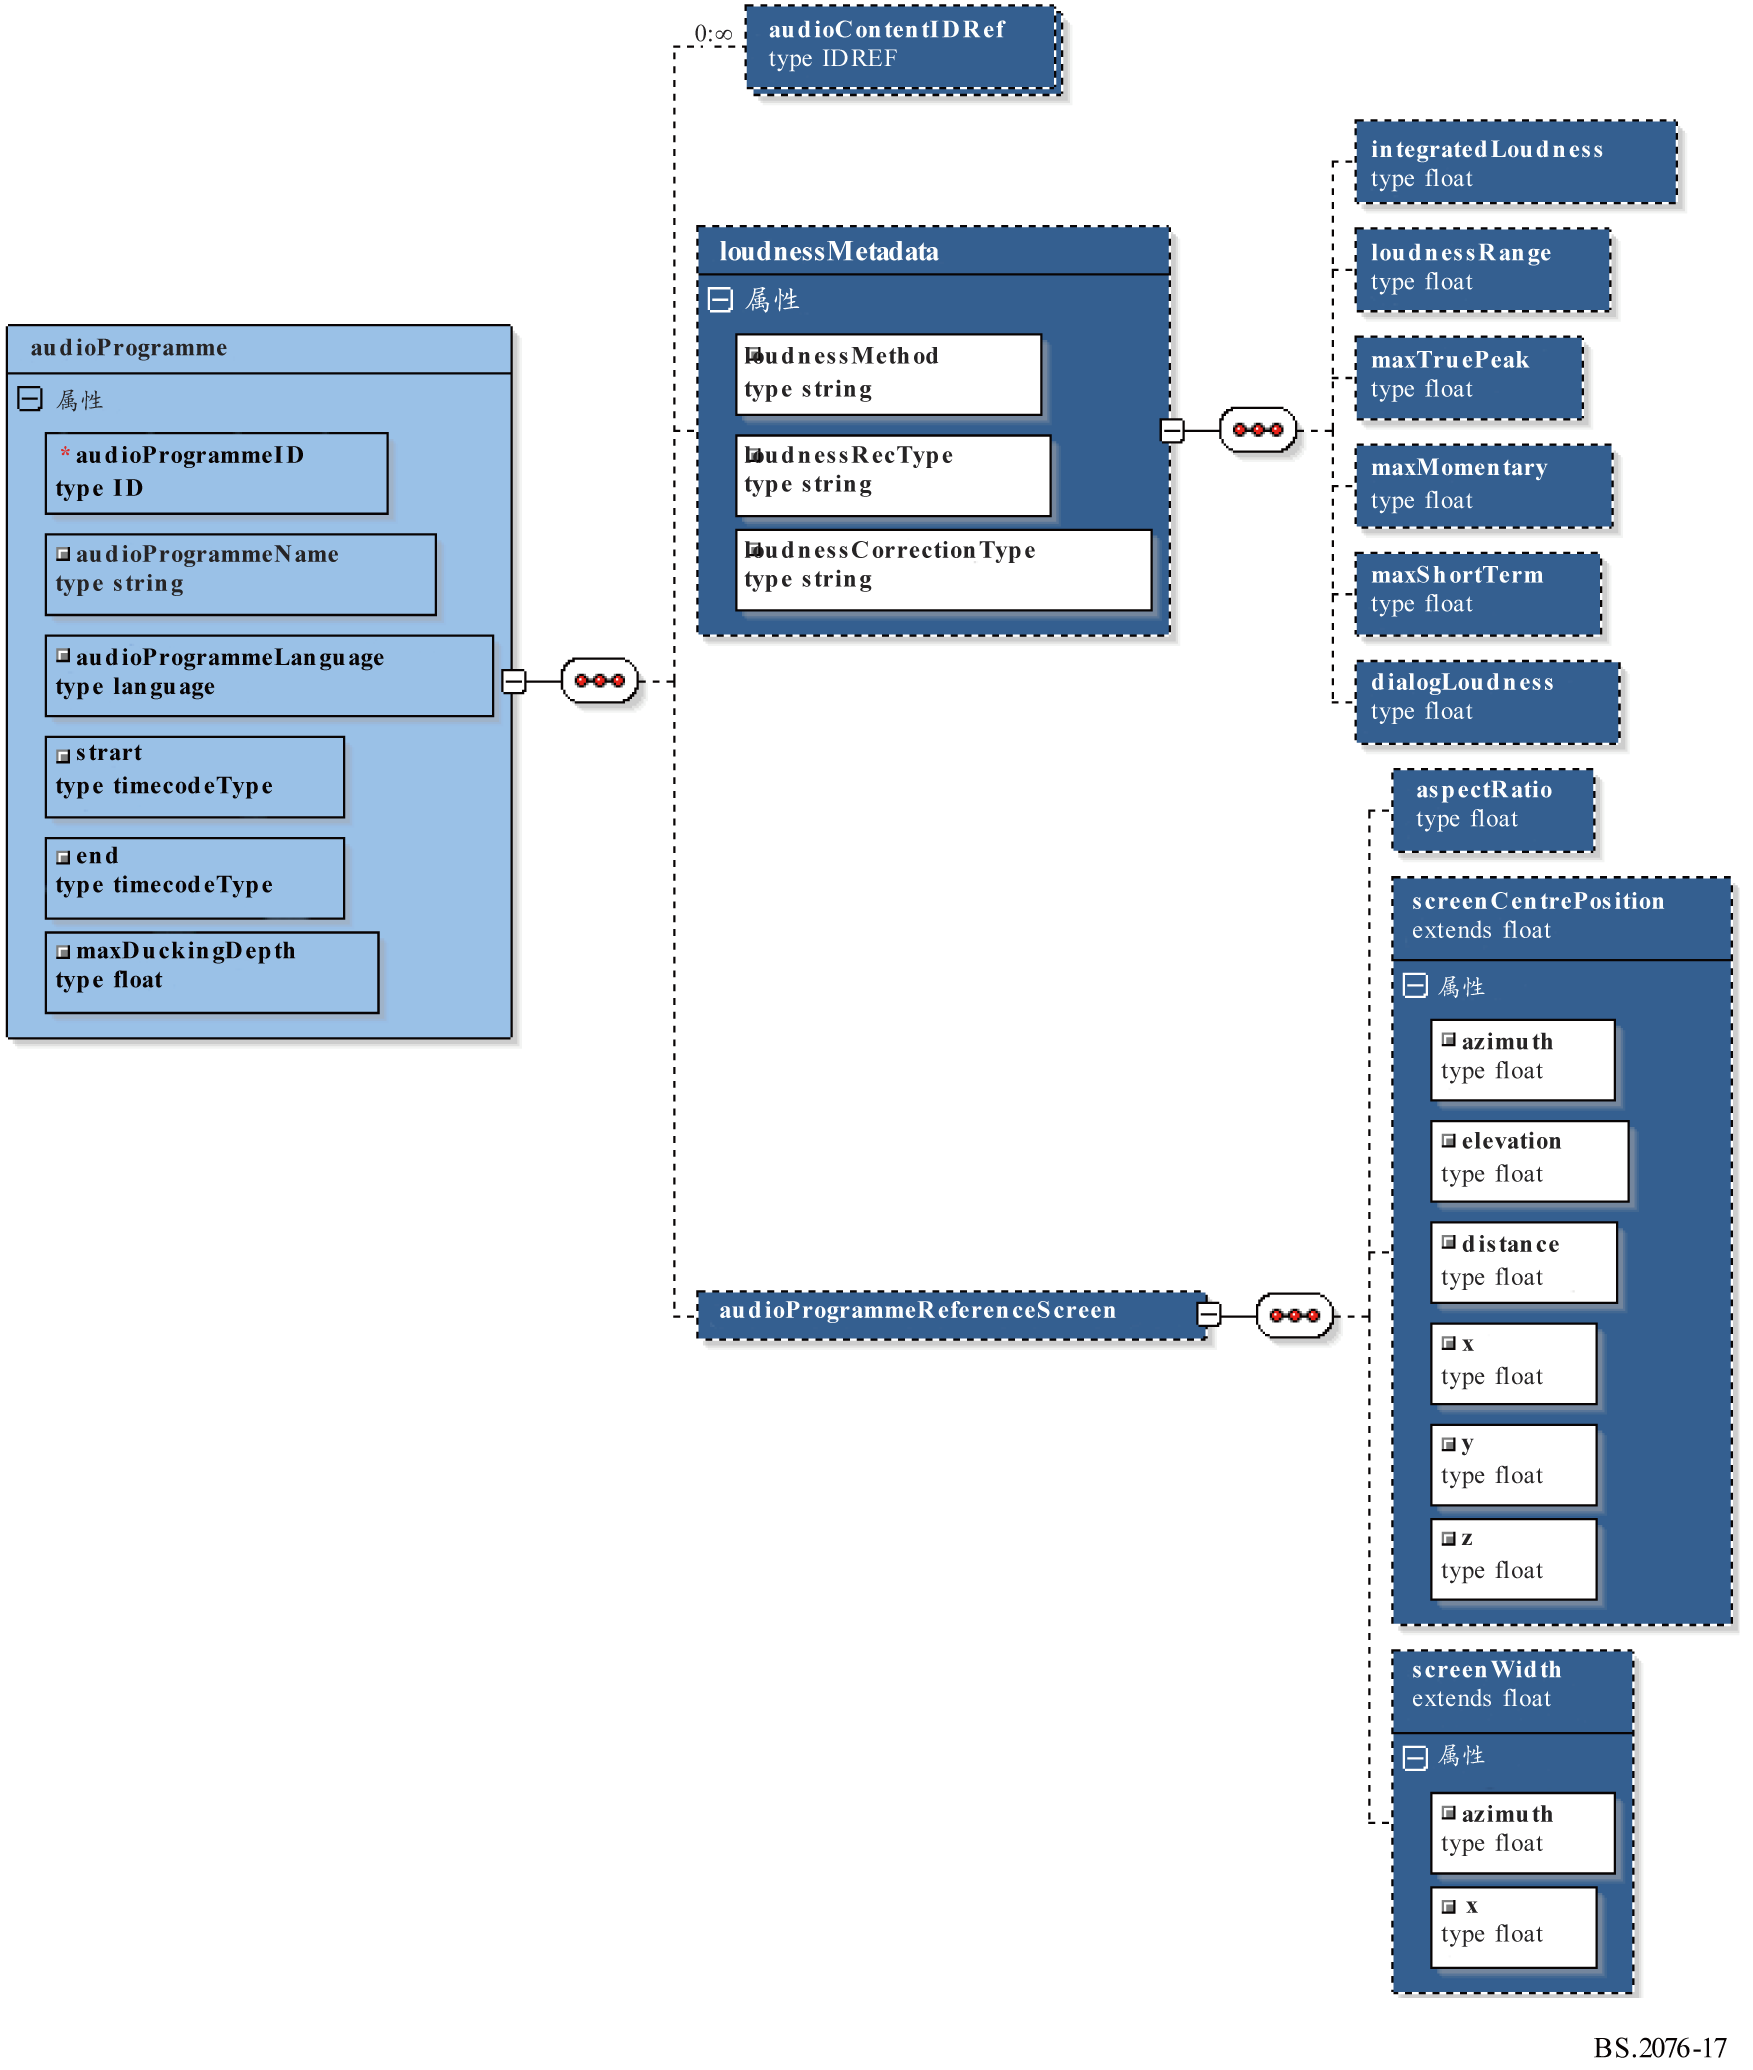 audioProgramme
属性
* audioProgrammeID
type ID
audioProgrammeName
type string
audioProgrammeLanguage
type language
strart
type timecodeType
end
type timecodeType
maxDuckingDepth
type float
0:∞
audioContentIDRef
type IDREF
loudnessMetadata
属性
loudnessMethod
type string
loudnessRecType
type string
loudnessCorrectionType
type string
integratedLoudness
type float
loudnessRange
type float
maxTruePeak
type float
maxMomentary
type float
maxShortTerm
type float
dialogLoudness
type float
audioProgrammeReferenceScreen
aspectRatio
type float
screenCentrePosition
extends float
属性
azimuth
type float
elevation
type float
distance
type float
x
type float
y
type float
z
type float
screenWidth
extends float
属性
azimuth
type float
x
type float
BS.2076-17